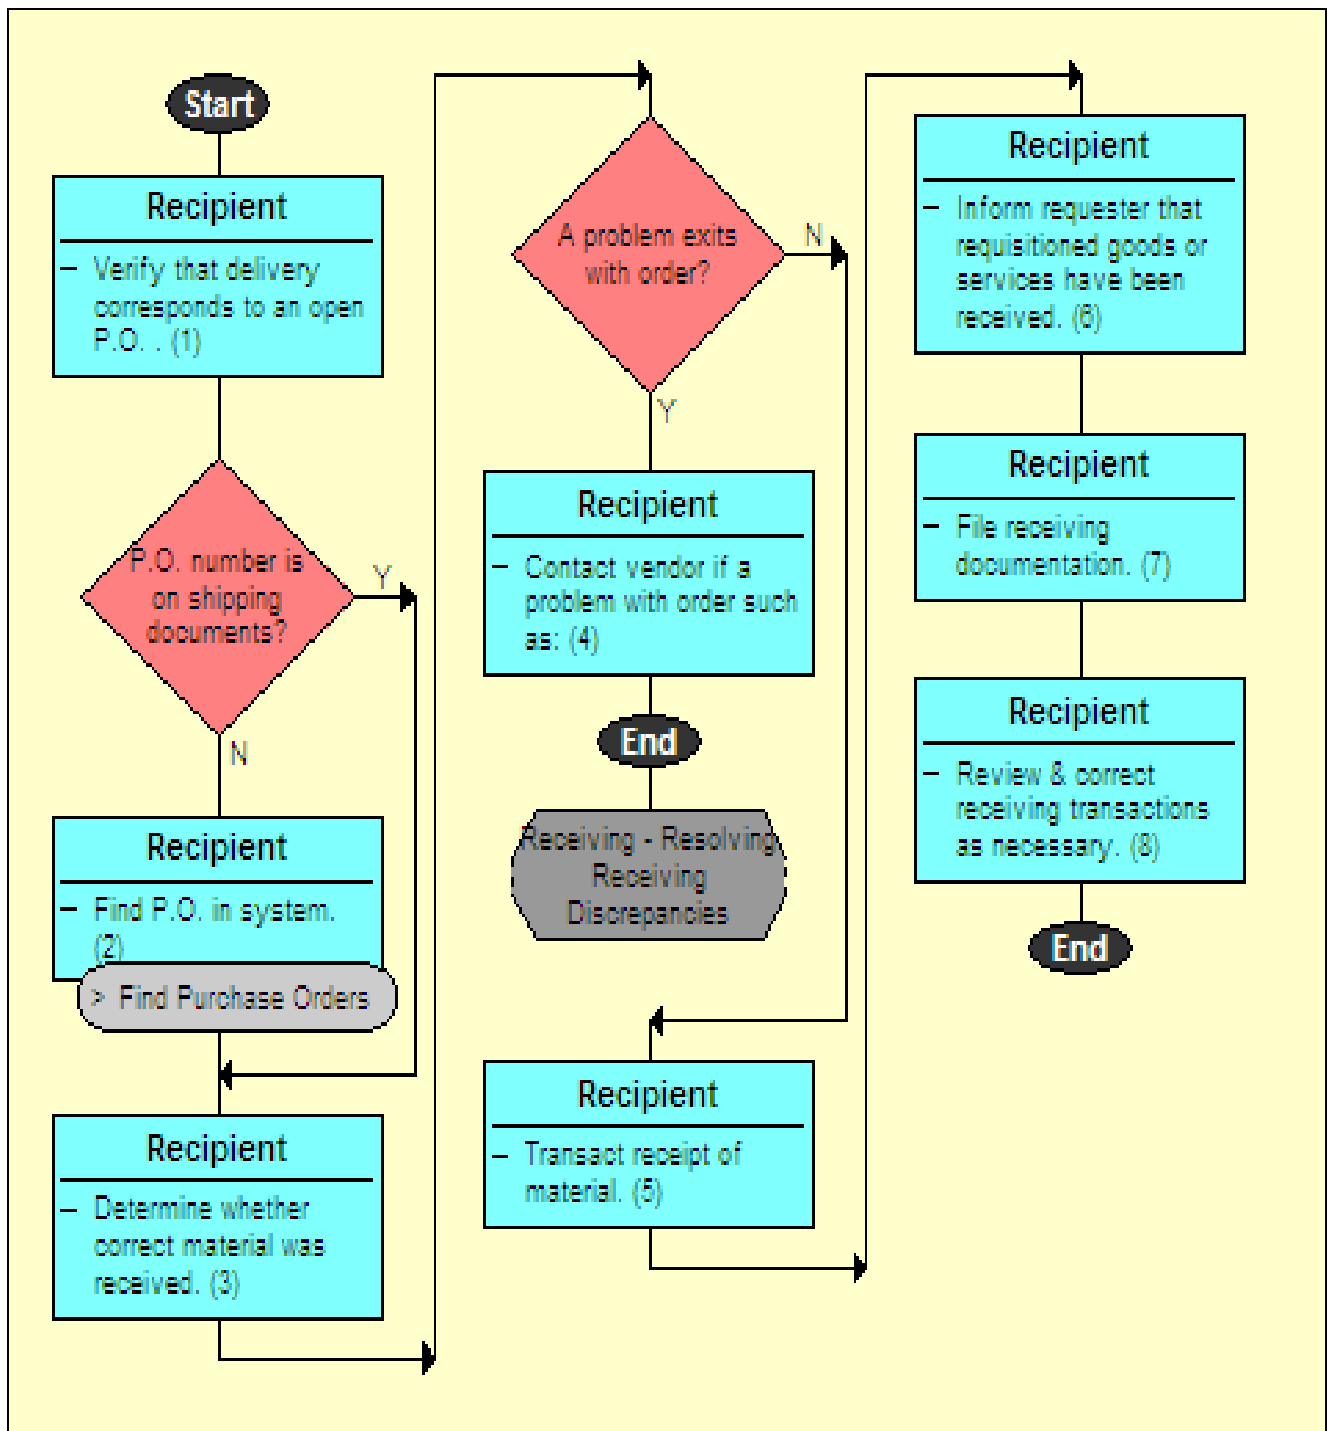 Start
Recipient
– Verify that delivery
corresponds to an open
P.O. . (1)
P.O. number is
on shipping
documents?
Y
N
Recipient
– Find P.O. in system.
(2)
> Find Purchase Orders
Recipient
– Determine whether
correct material was
received. (3)
A problem exits
with order?
N
Y
Recipient
– Contact vendor if a
problem with order such
as: (4)
End
Receiving - Resolving
Receiving
Discrepancies
Recipient
– Transact receipt of
material. (5)
Recipient
– Inform requester that
requisitioned goods or
services have been
received. (6)
Recipient
– File receiving
documentation. (7)
Recipient
– Review & correct
receiving transactions
as necessary. (8)
End